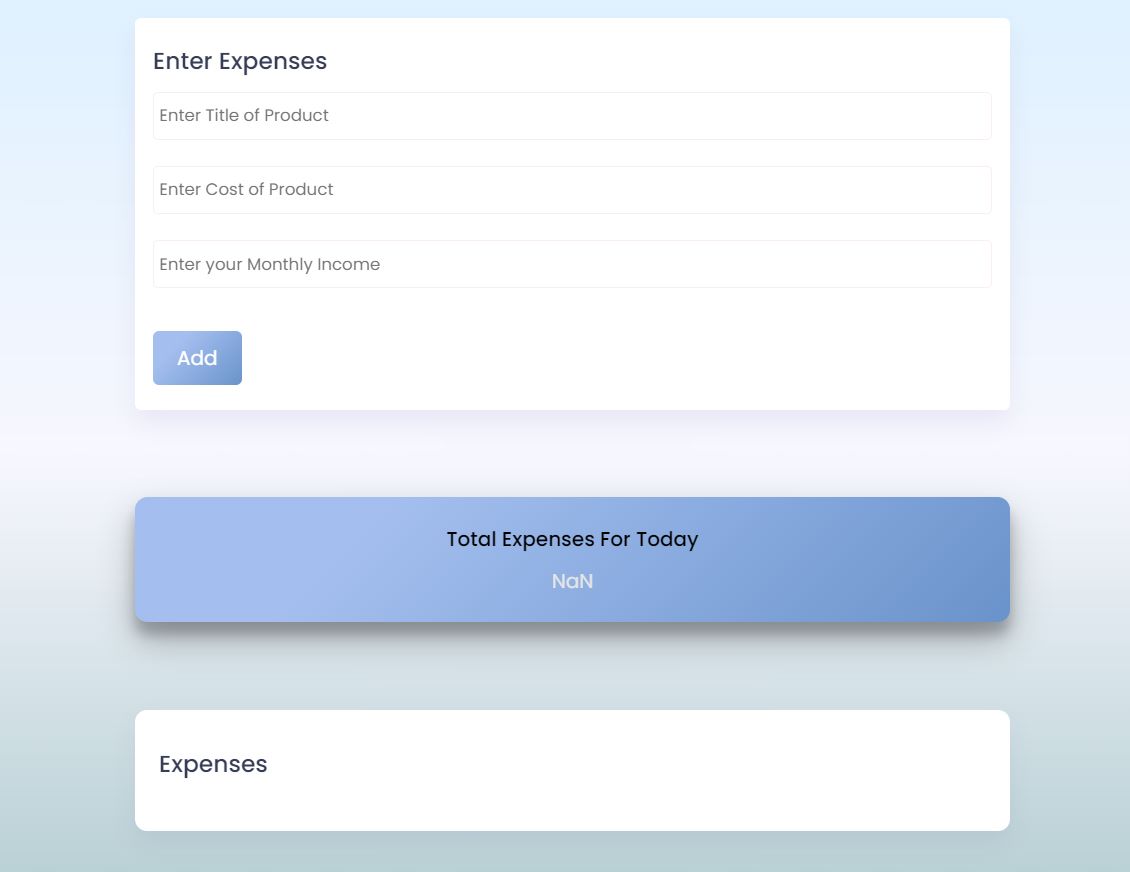 Enter Expenses
Enter Title of Product
Enter Cost of Product
Enter your Monthly Income
Add
Total Expenses For Today
NaN
Expenses